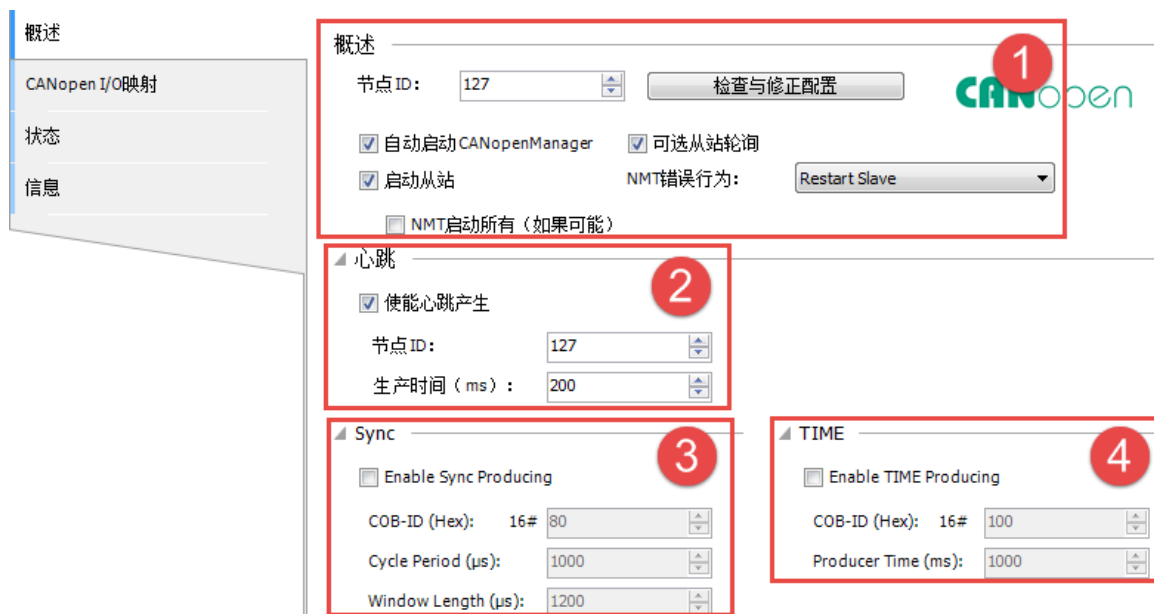 概述
CANopen I/O映射
状态
信息
概述
1
节点ID: 127 检查与修正配置
CANopen
自动启动CANopenManager 可选从站轮询
启动从站 NMT错误行为: Restart Slave
NMT启动所有（如果可能）
心跳
2
使能心跳产生
节点ID: 127
生产时间（ms）: 200
Sync
3
Enable Sync Producing
COB-ID (Hex): 16# 80
Cycle Period (µs): 1000
Window Length (µs): 1200
TIME
4
Enable TIME Producing
COB-ID (Hex): 16# 100
Producer Time (ms): 1000